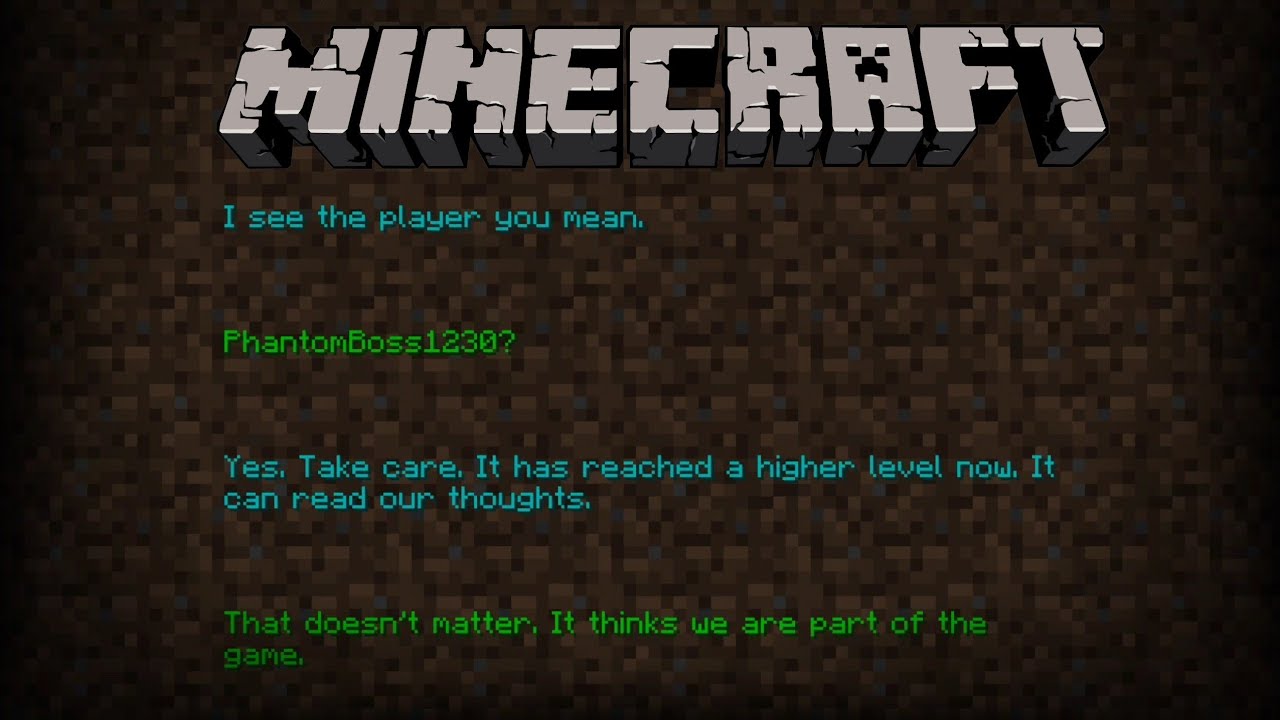 MINECRAFT
I see the player you mean.
PhantomBoss1230?
Yes. Take care. It has reached a higher level now. It
can read our thoughts.
That doesn't matter. It thinks we are part of the
game.